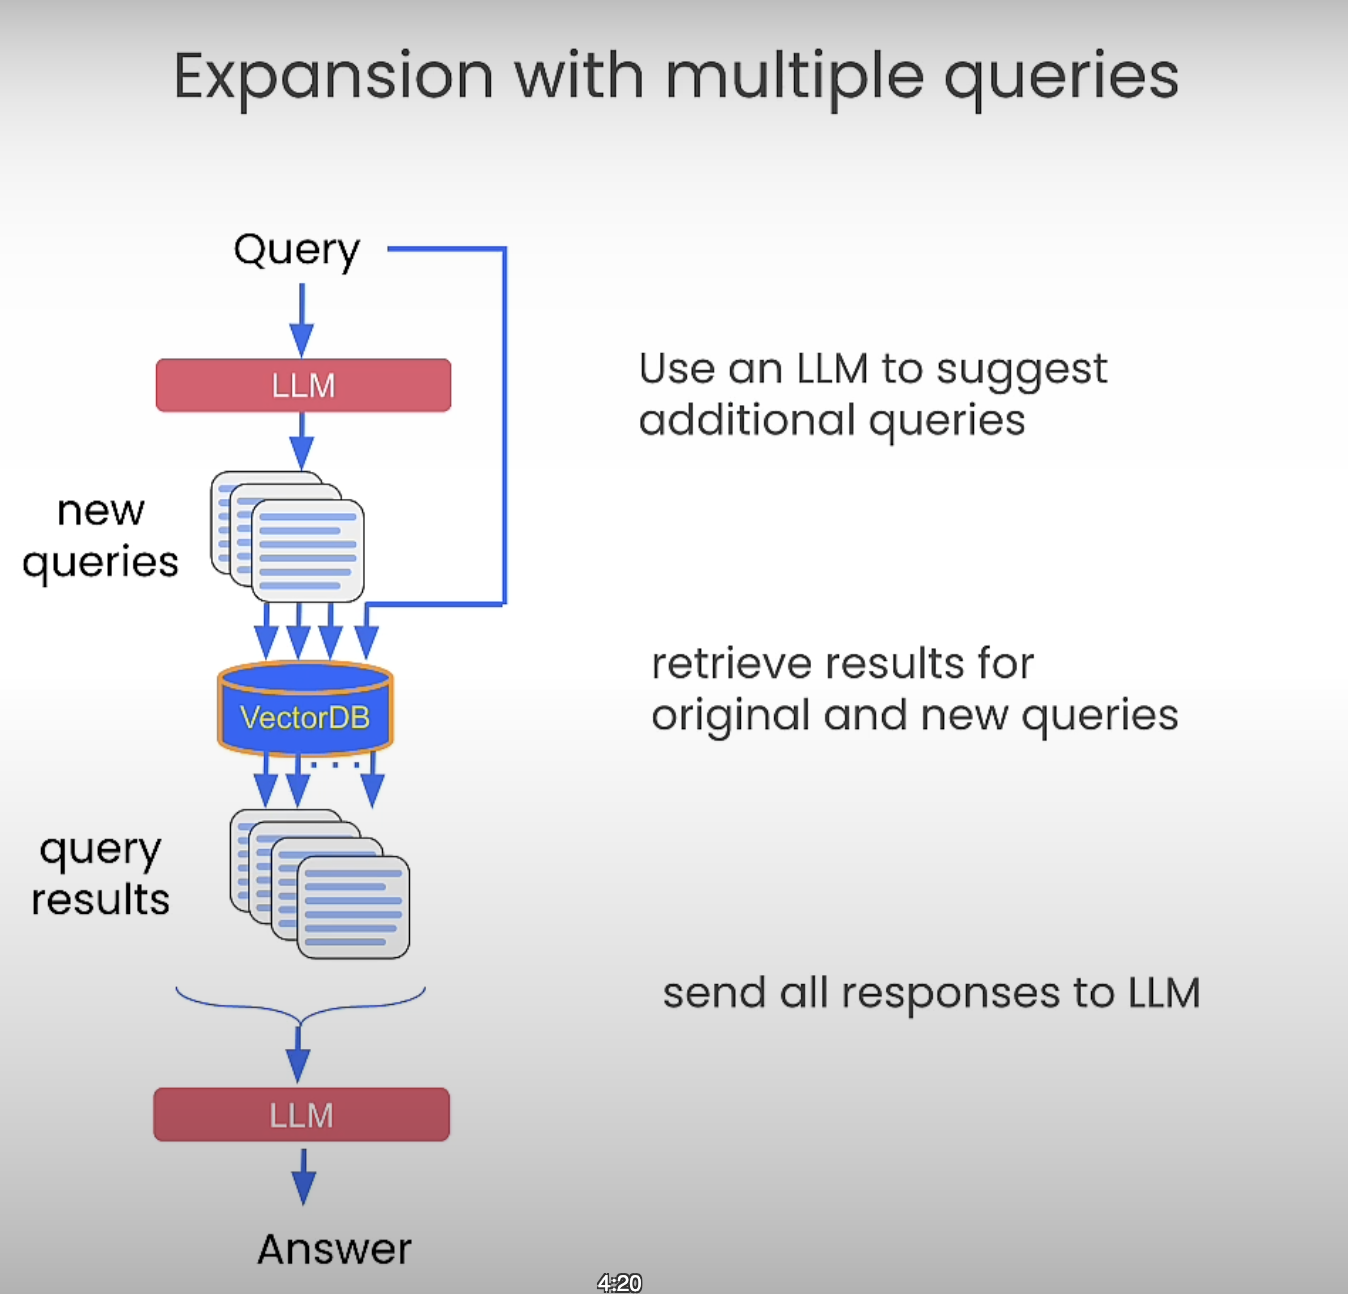 Expansion with multiple queries
Query
LLM
Use an LLM to suggest
additional queries
new
queries
VectorDB
retrieve results for
original and new queries
query
results
send all responses to LLM
LLM
Answer
4:20